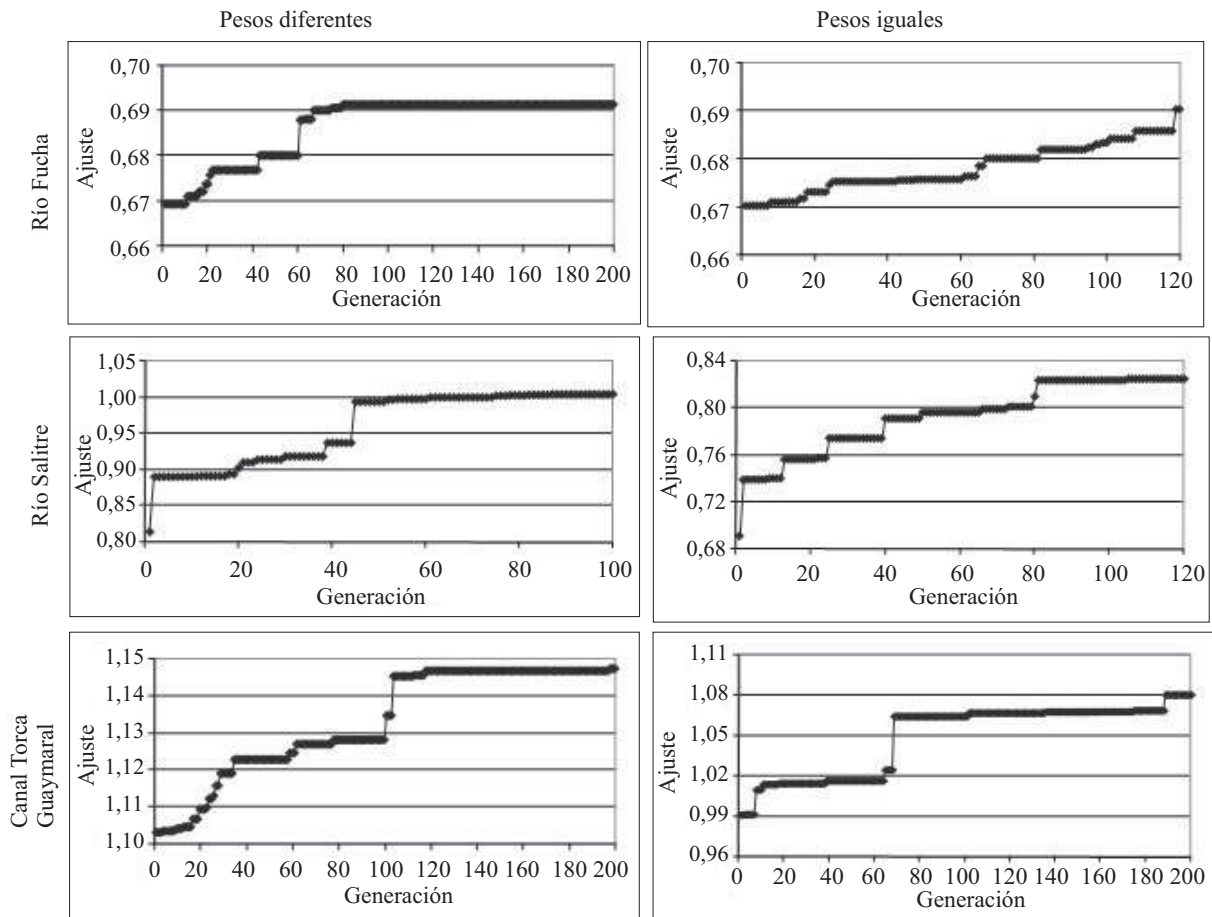 Pesos diferentes
Pesos iguales
Río Fucha
Ajuste
0,70
0,69
0,68
0,67
0,66
0 20 40 60 80 100 120 140 160 180 200
Generación
Ajuste
0,70
0,69
0,68
0,67
0,66
0 20 40 60 80 100 120
Generación
Río Salitre
Ajuste
1,05
1,00
0,95
0,90
0,85
0,80
0 20 40 60 80 100
Generación
Ajuste
0,84
0,80
0,76
0,72
0,68
0 20 40 60 80 100 120
Generación
Canal Torca
Guaymaral
Ajuste
1,15
1,14
1,13
1,12
1,11
1,10
0 20 40 60 80 100 120 140 160 180 200
Generación
Ajuste
1,11
1,08
1,05
1,02
0,99
0,96
0 20 40 60 80 100 120 140 160 180 200
Generación